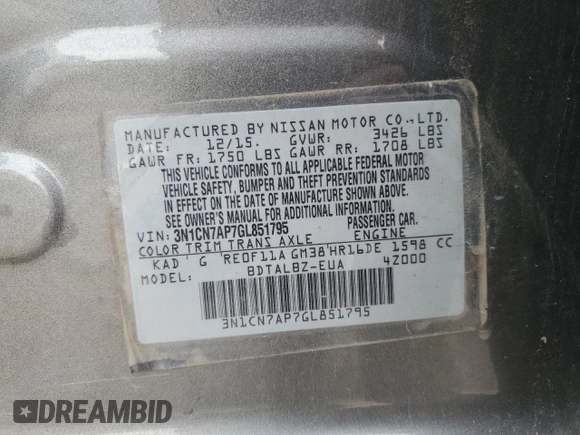 MANUFACTURED BY NISSAN MOTOR CO.,LTD.
DATE: 12/15. GVWR: 3426 LBS
GAWR FR: 1750 LBS GAWR RR: 1708 LBS
THIS VEHICLE CONFORMS TO ALL APPLICABLE FEDERAL MOTOR
VEHICLE SAFETY, BUMPER AND THEFT PREVENTION STANDARDS
IN EFFECT ON THE DATE OF MANUFACTURE SHOWN ABOVE.
SEE OWNER'S MANUAL FOR ADDITIONAL INFORMATION.
VIN: 3N1CN7AP7GL851795 PASSENGER CAR.
COLOR TRIM TRANS AXLE ENGINE
KAD G RE0F11A GM38 HR16DE 1598 CC
BDTALBZ-EUA 4Z000
3N1CN7AP7GL851795
DREAMBID